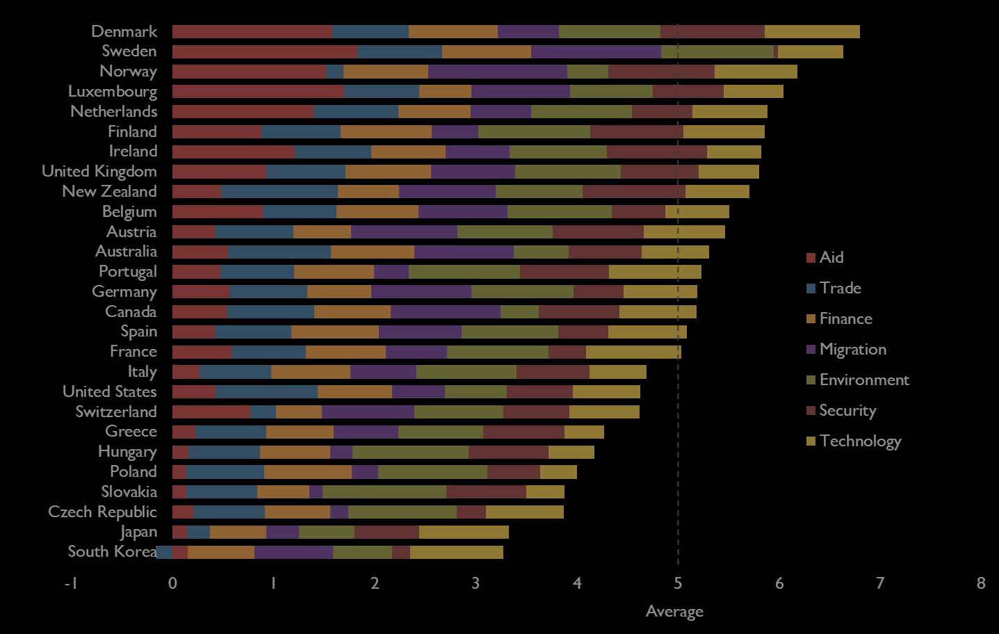 Denmark
Sweden
Norway
Luxembourg
Netherlands
Finland
Ireland
United Kingdom
New Zealand
Belgium
Austria
Australia
Portugal
Germany
Canada
Spain
France
Italy
United States
Switzerland
Greece
Hungary
Poland
Slovakia
Czech Republic
Japan
South Korea
Aid
Trade
Finance
Migration
Environment
Security
Technology
-1 0 1 2 3 4 5 6 7 8
Average